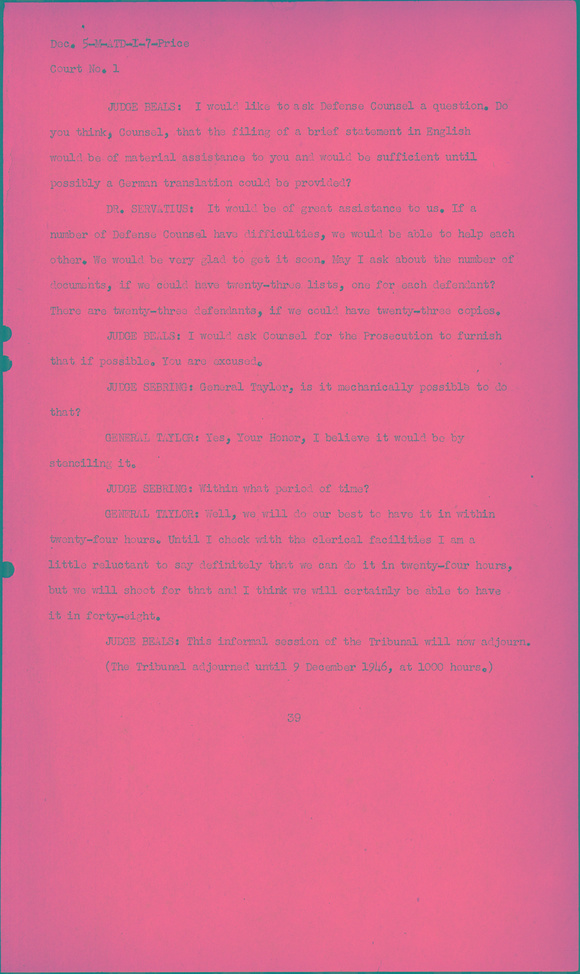 Dec. 5-M-ATD-I-7-Price
Court No. 1
JUDGE BEALS: I would like to ask Defense Counsel a question. Do
you think, Counsel, that the filing of a brief statement in English
would be of material assistance to you and would be sufficient until
possibly a German translation could be provided?
DR. SERVATIUS: It would be of great assistance to us. If a
number of Defense Counsel have difficulties, we would be able to help each
other. We would be very glad to get it soon. May I ask about the number of
documents, if we could have twenty-three lists, one for each defendant?
There are twenty-three defendants, if we could have twenty-three copies.
JUDGE BEALS: I would ask Counsel for the Prosecution to furnish
that if possible. You are excused.
JUDGE SEBRING: General Taylor, is it mechanically possible to do
that?
GENERAL TAYLOR: Yes, Your Honor, I believe it would be by
stenciling it.
JUDGE SEBRING: Within what period of time?
GENERAL TAYLOR: Well, we will do our best to have it in within
twenty-four hours. Until I check with the clerical facilities I am a
little reluctant to say definitely that we can do it in twenty-four hours,
but we will shoot for that and I think we will certainly be able to have
it in forty-eight.
JUDGE BEALS: This informal session of the Tribunal will now adjourn.
(The Tribunal adjourned until 9 December 1946, at 1000 hours.)
39